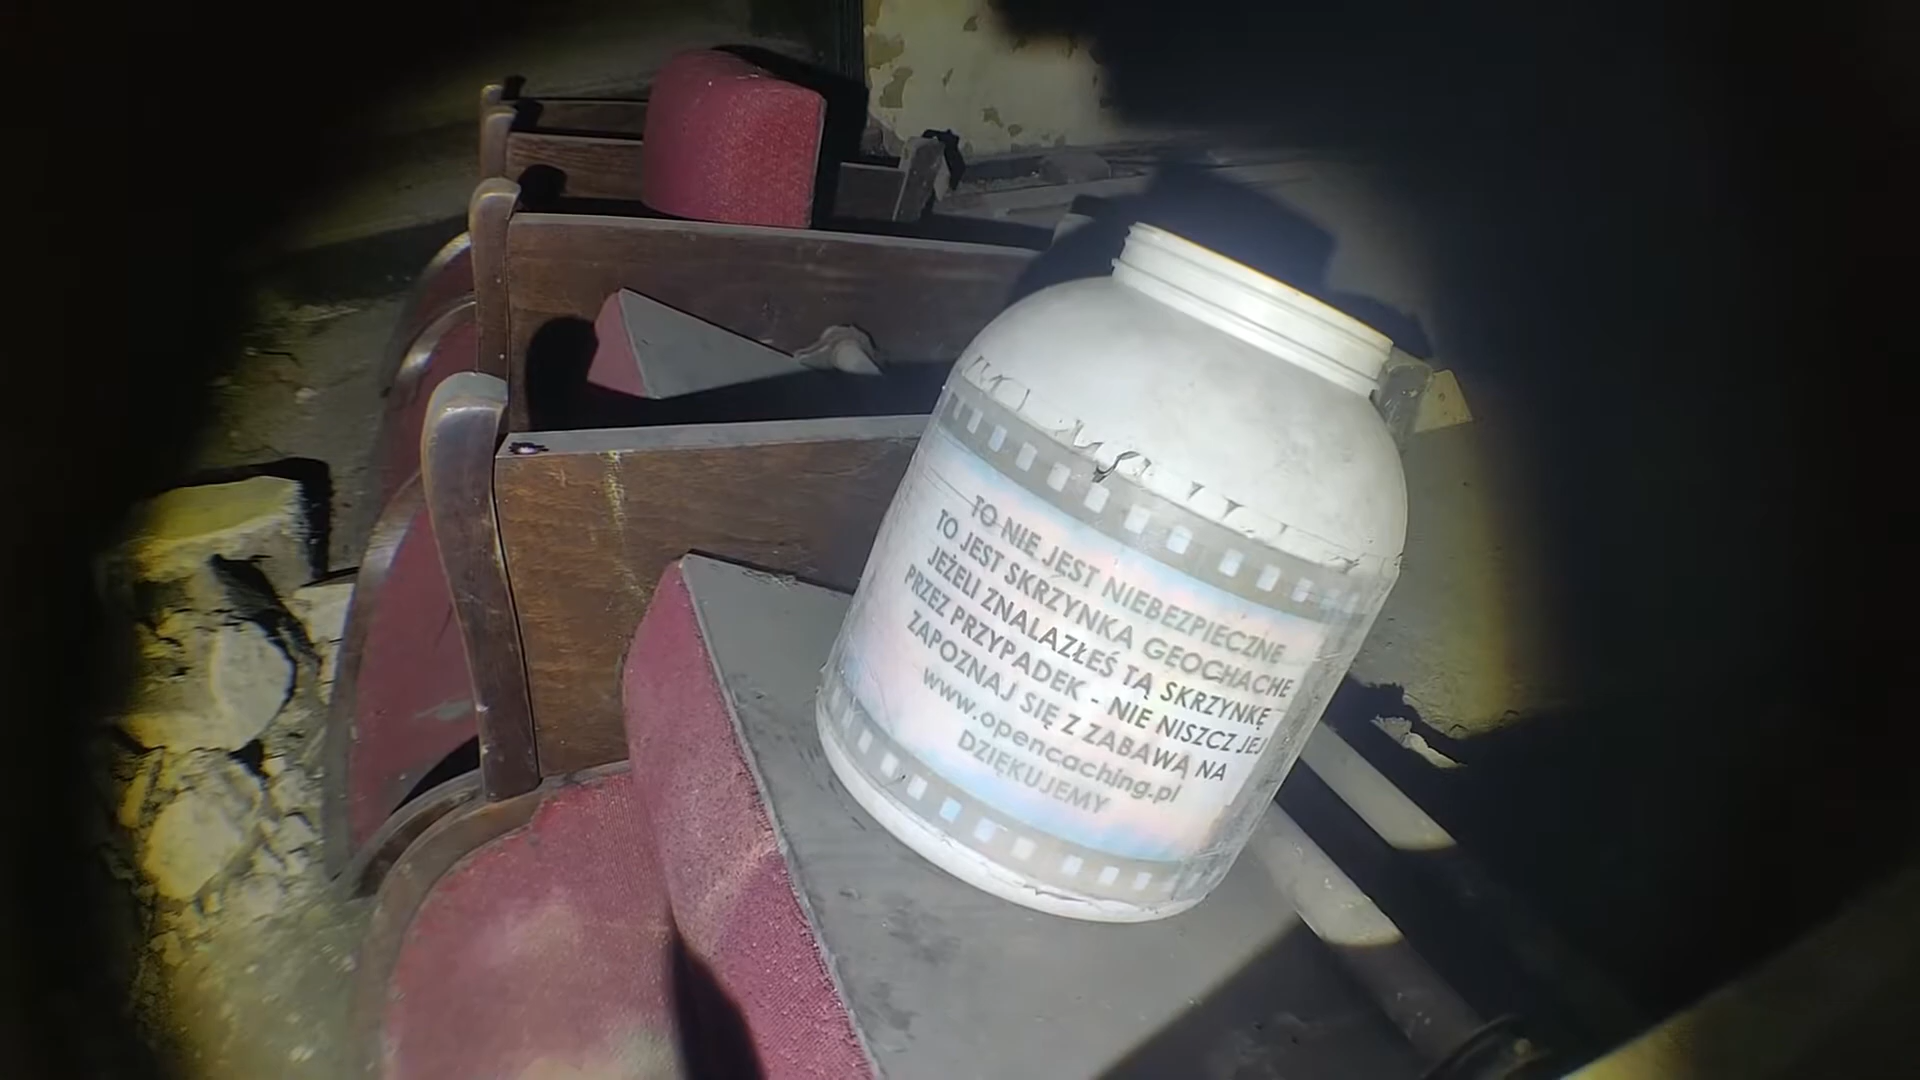 TO NIE JEST NIEBEZPIECZNE
TO JEST SKRZYNKA GEOCHACHE
JEŻELI ZNALAZŁEŚ TĄ SKRZYNKĘ
PRZEZ PRZYPADEK - NIE NISZCZ JEJ
ZAPOZNAJ SIĘ Z ZABAWĄ NA
www.opencaching.pl
DZIĘKUJEMY